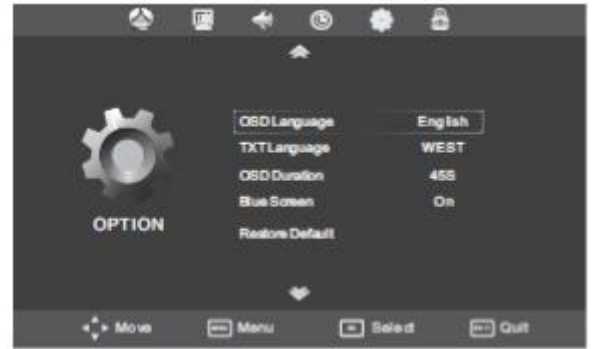 OSD Language English
TXT Language WEST
OSD Duration 45S
Blue Screen On
OPTION
Restore Default
Move Menu Select Quit